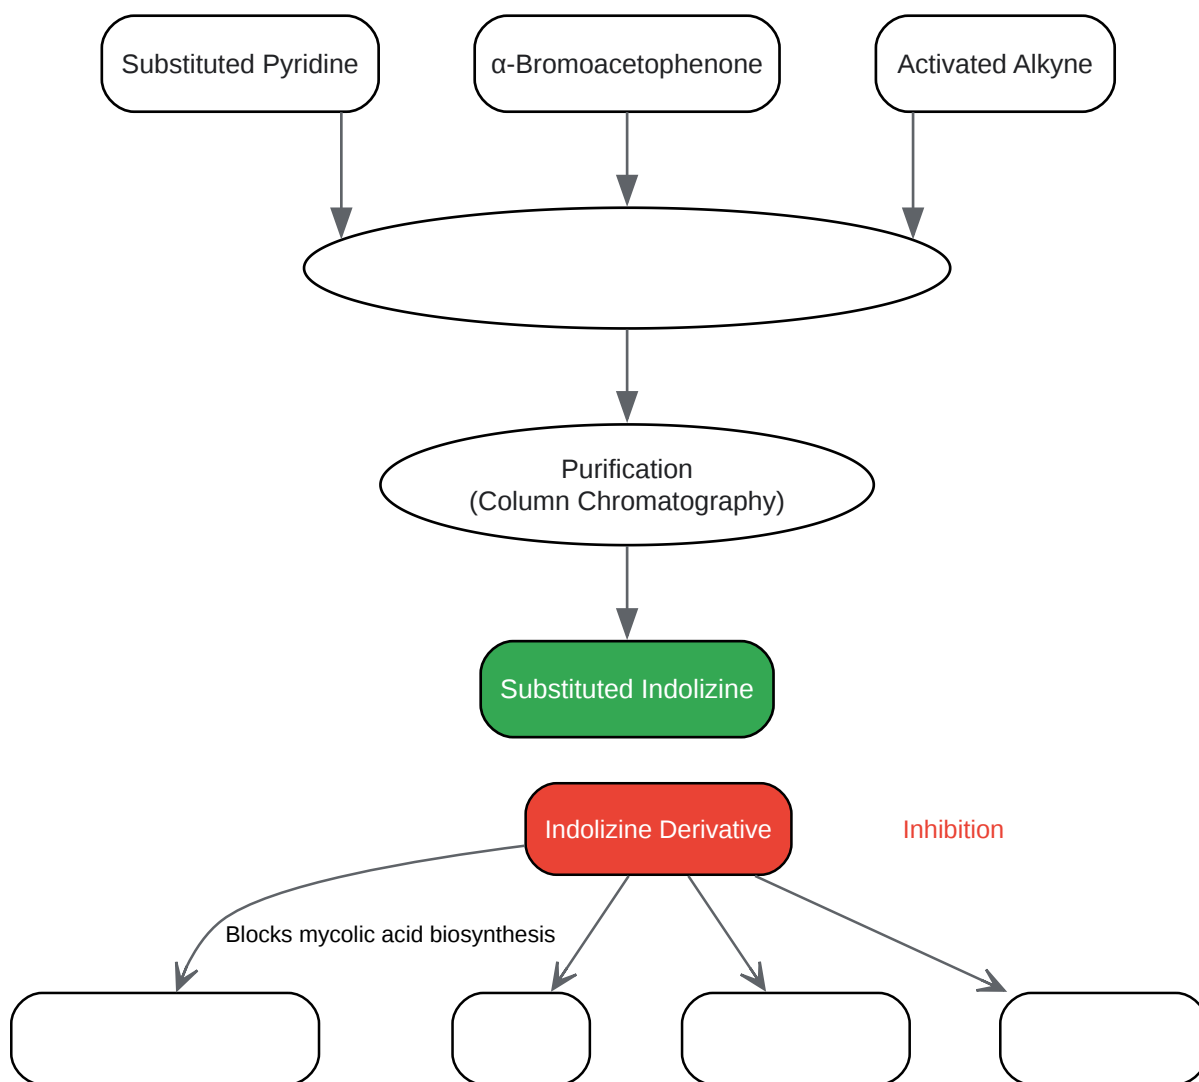 Substituted Pyridine
α-Bromoacetophenone
Activated Alkyne
Purification
(Column Chromatography)
Substituted Indolizine
Indolizine Derivative
Inhibition
Blocks mycolic acid biosynthesis